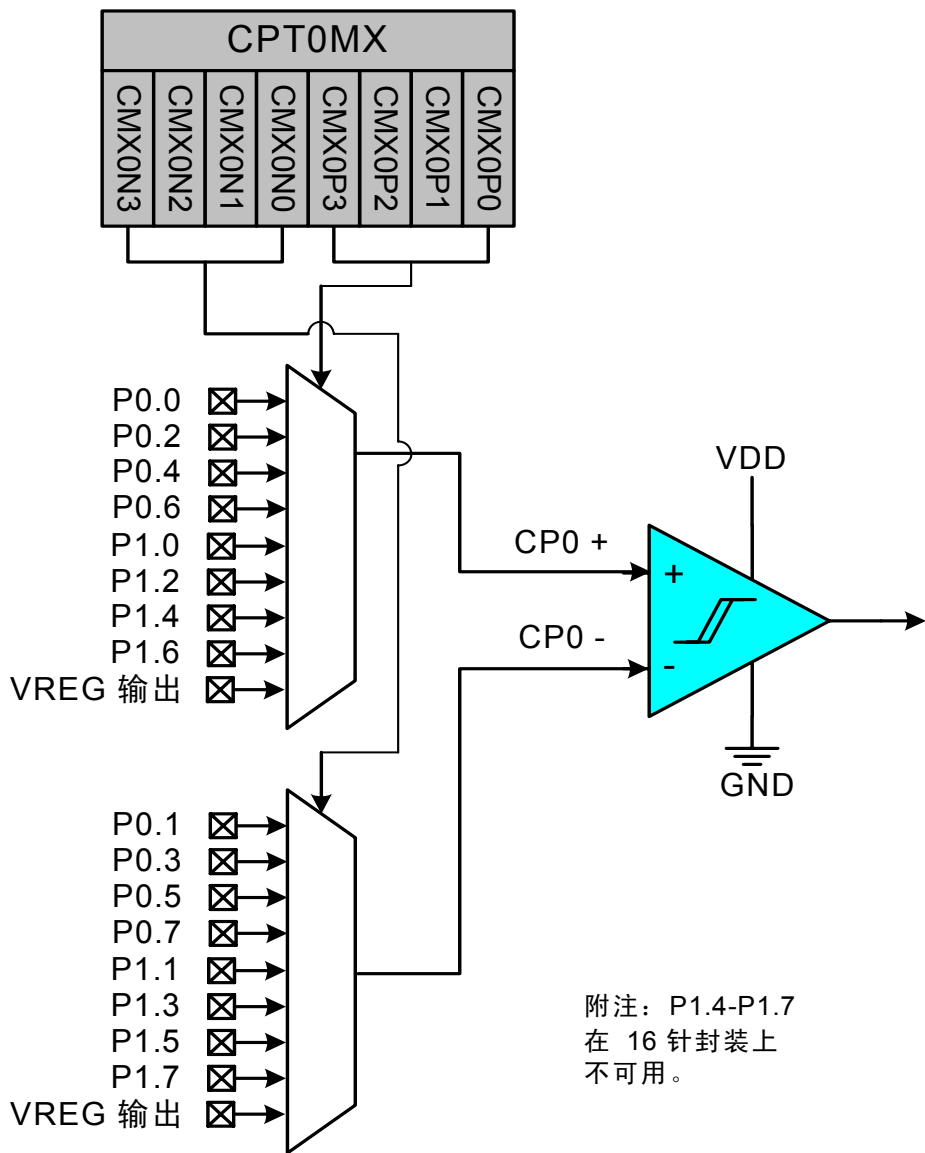 CPT0MX
CMX0N3
CMX0N2
CMX0N1
CMX0N0
CMX0P3
CMX0P2
CMX0P1
CMX0P0
P0.0
P0.2
P0.4
P0.6
P1.0
P1.2
P1.4
P1.6
VREG 输出
VDD
CP0 +
+
CP0 -
-
GND
P0.1
P0.3
P0.5
P0.7
P1.1
P1.3
P1.5
P1.7
VREG 输出
附注：P1.4-P1.7
在 16 针封装上
不可用。